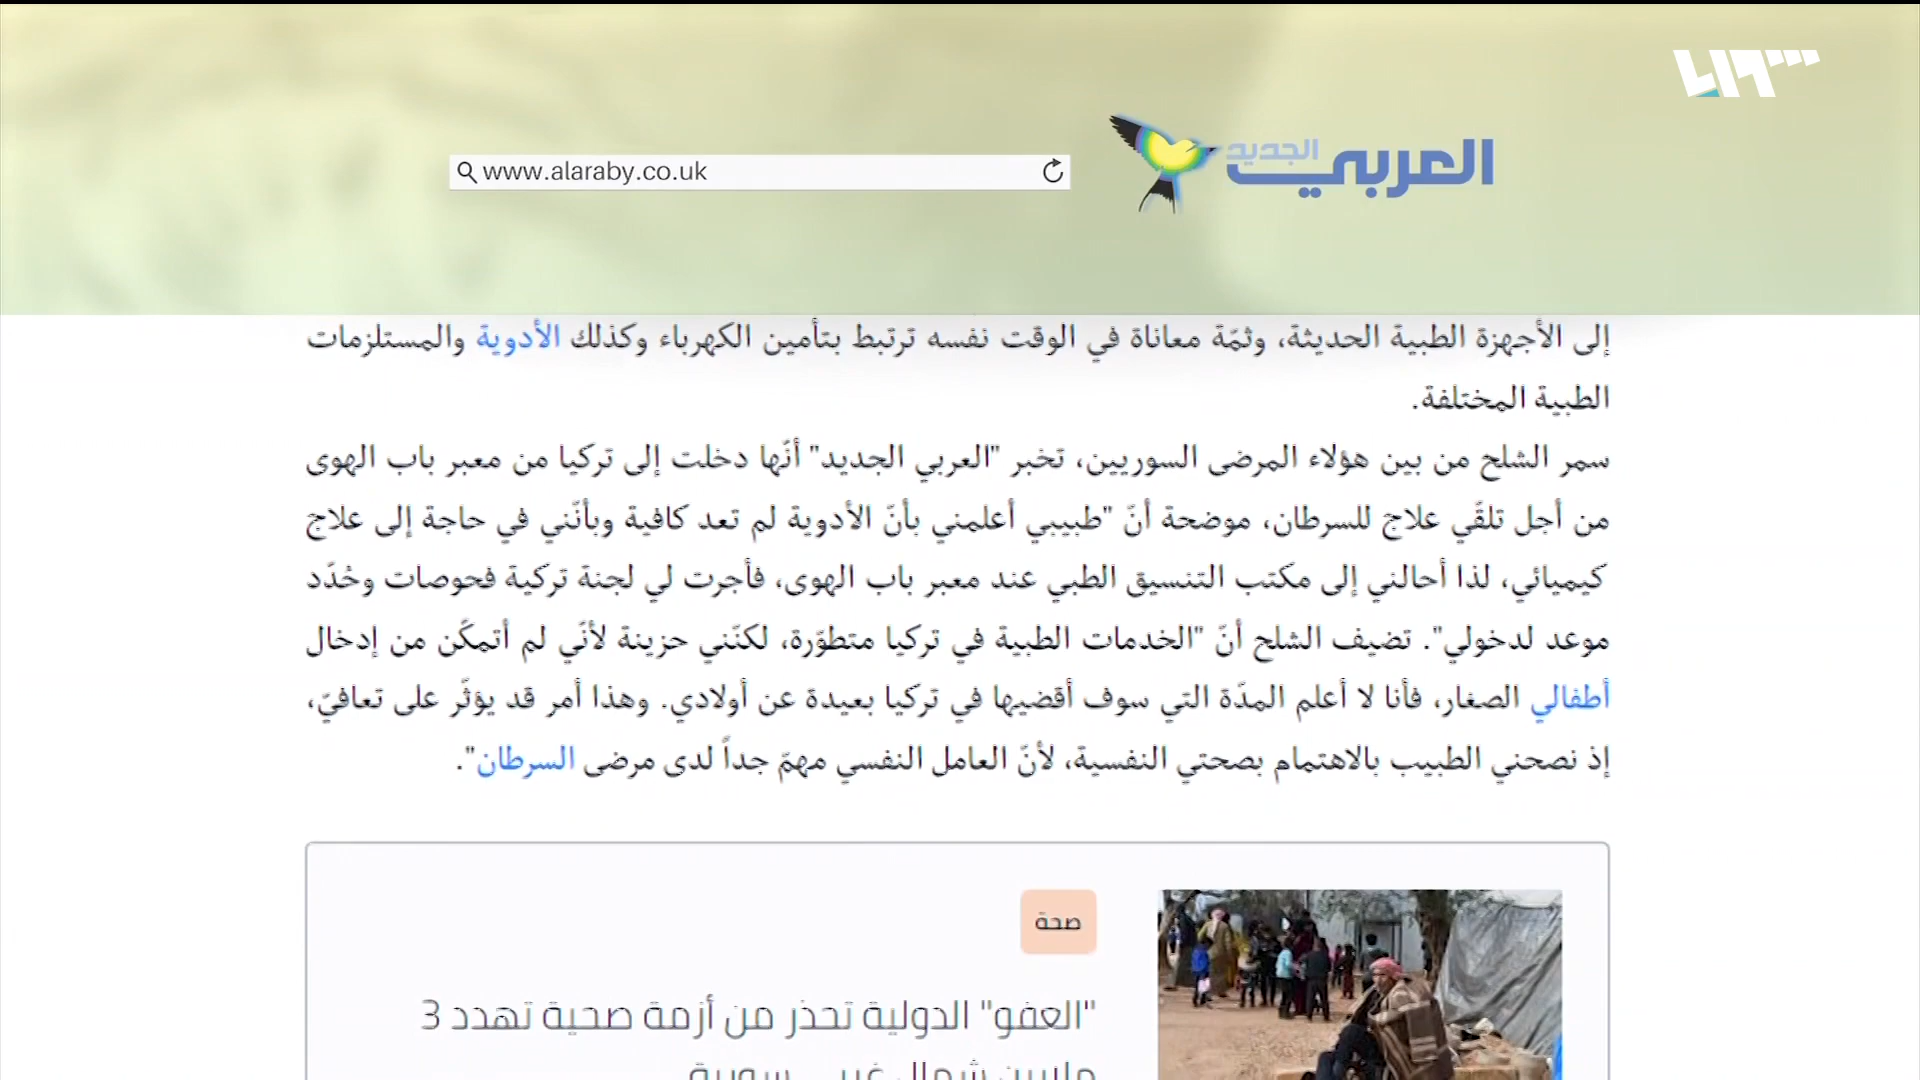 العربي الجديد
www.alaraby.co.uk
إلى الأجهزة الطبية الحديثة، وثمّة معاناة في الوقت نفسه ترتبط بتأمين الكهرباء وكذلك الأدوية والمستلزمات
الطبية المختلفة.
سمر الشلح من بين هؤلاء المرضى السوريين، تخبر "العربي الجديد" أنّها دخلت إلى تركيا من معبر باب الهوى
من أجل تلقّي علاج للسرطان، موضحة أنّ "طبيبي أعلمني بأنّ الأدوية لم تعد كافية وبأنّني في حاجة إلى علاج
كيميائي، لذا أحالني إلى مكتب التنسيق الطبي عند معبر باب الهوى، فأجرت لي لجنة تركية فحوصات وحُدّد
موعد لدخولي". تضيف الشلح أنّ "الخدمات الطبية في تركيا متطوّرة، لكنّني حزينة لأنّي لم أتمكّن من إدخال
أطفالي الصغار، فأنا لا أعلم المدّة التي سوف أقضيها في تركيا بعيدة عن أولادي. وهذا أمر قد يؤثّر على تعافيّ،
إذ نصحني الطبيب بالاهتمام بصحتي النفسية، لأنّ العامل النفسي مهمّ جداً لدى مرضى السرطان".
صحة
"العفو" الدولية تحذر من أزمة صحية تهدد 3
ملايين شمال غربي سورية